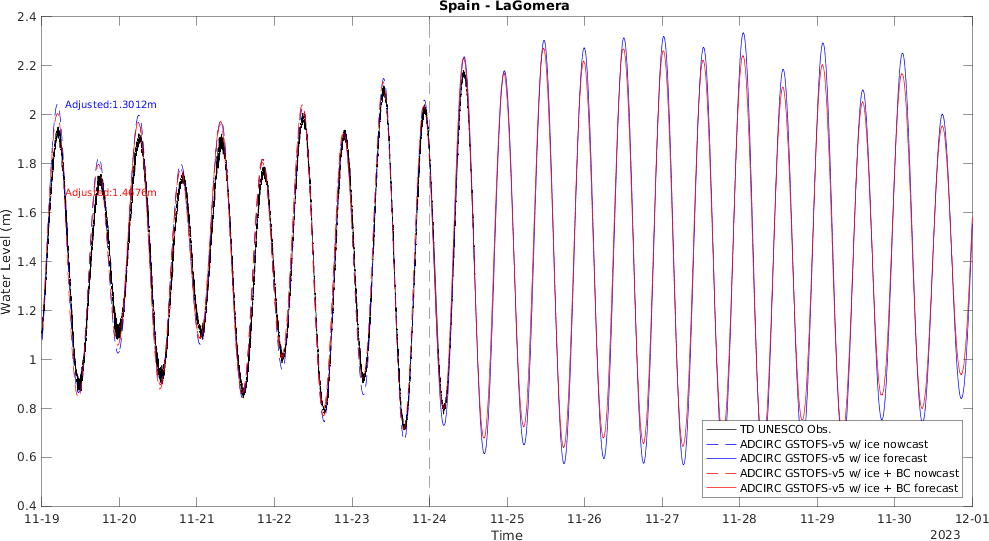 Spain - LaGomera
2.4
2.2
2
1.8
1.6
1.4
1.2
1
0.8
0.6
0.4
Water Level (m)
Adjusted:1.3012m
Adjusted:1.4676m
TD UNESCO Obs.
ADCIRC GSTOFS-v5 w/ ice nowcast
ADCIRC GSTOFS-v5 w/ ice forecast
ADCIRC GSTOFS-v5 w/ ice + BC nowcast
ADCIRC GSTOFS-v5 w/ ice + BC forecast
11-19 11-20 11-21 11-22 11-23 11-24 11-25 11-26 11-27 11-28 11-29 11-30 12-01
Time
2023